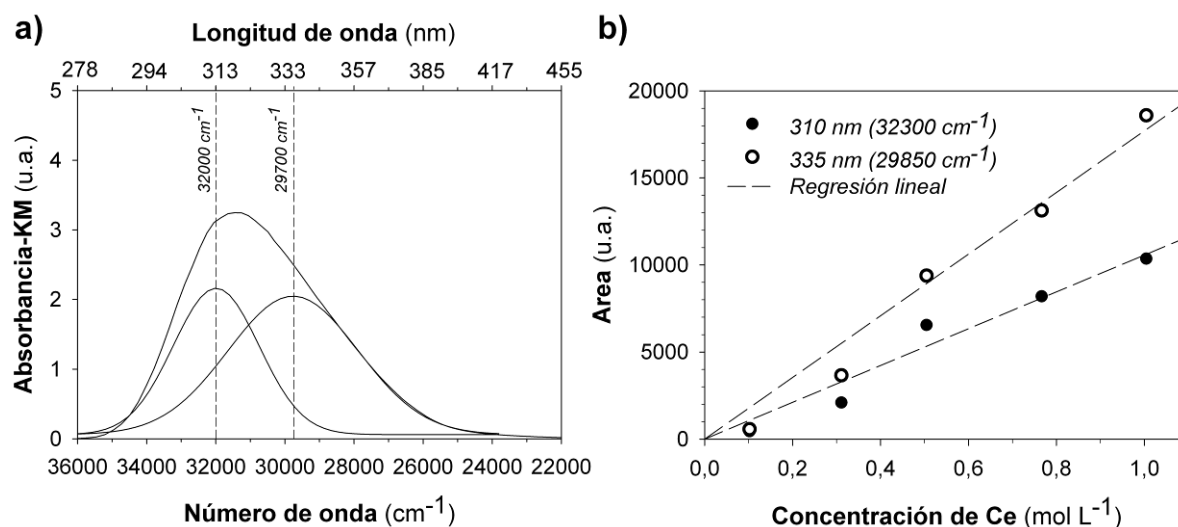 a)
Longitud de onda (nm)
278 294 313 333 357 385 417 455
Absorbancia-KM (u.a.)
5
4
3
2
1
0
32000 cm-1
29700 cm-1
36000 34000 32000 30000 28000 26000 24000 22000
Número de onda (cm-1)
b)
Area (u.a.)
20000
15000
10000
5000
0
310 nm (32300 cm-1)
335 nm (29850 cm-1)
Regresión lineal
0,0 0,2 0,4 0,6 0,8 1,0
Concentración de Ce (mol L-1)